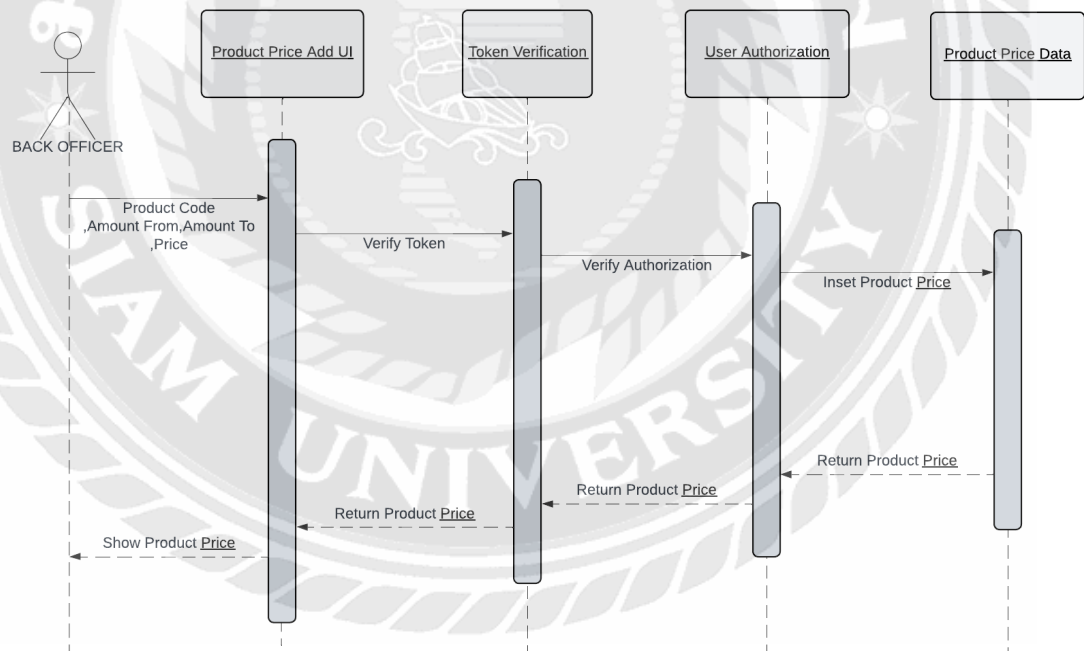 Product Price Add UI
Token Verification
User Authorization
Product Price Data
BACK OFFICER
Product Code
,Amount From,Amount To
,Price
Verify Token
Verify Authorization
Inset Product Price
Return Product Price
Return Product Price
Return Product Price
Show Product Price
SIAM UNIVERSITY